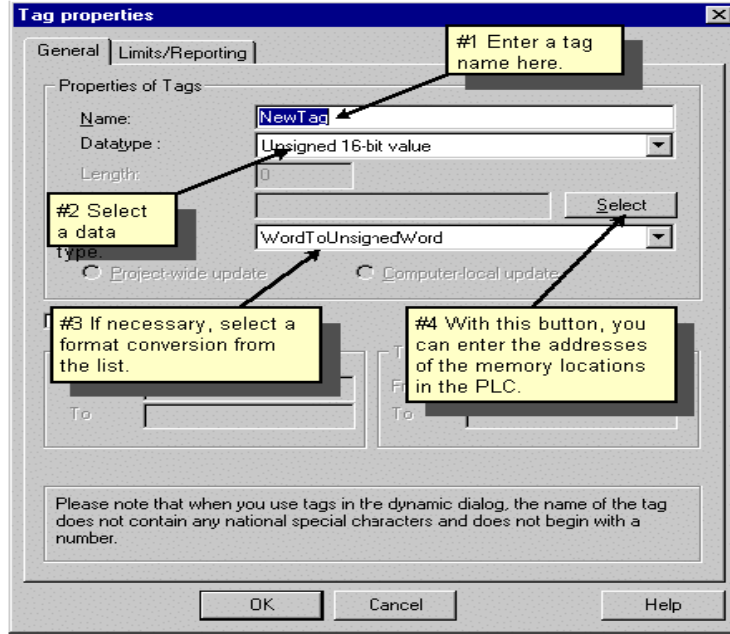 Tag properties
General Limits/Reporting
#1 Enter a tag
name here.
Properties of Tags
Name: NewTag
Datatype : Unsigned 16-bit value
Length: 0
#2 Select
a data
type.
Select
WordToUnsignedWord
Project-wide update Computer-local update
#3 If necessary, select a
format conversion from
the list.
#4 With this button, you
can enter the addresses
of the memory locations
in the PLC.
To To
Please note that when you use tags in the dynamic dialog, the name of the tag
does not contain any national special characters and does not begin with a
number.
OK Cancel Help